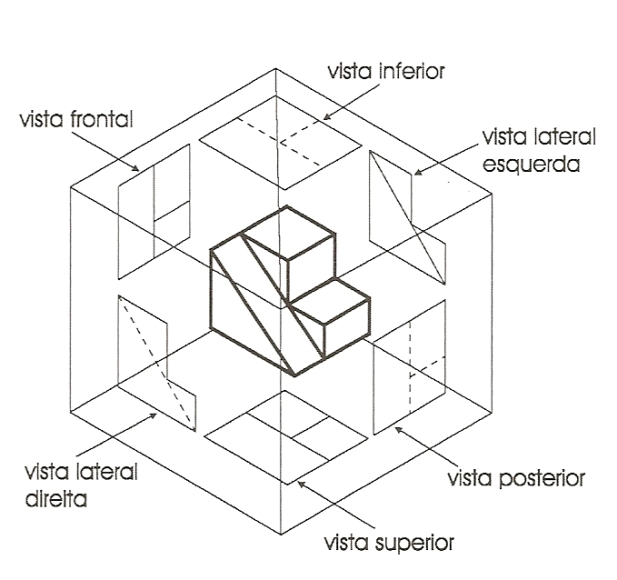 vista inferior
vista frontal
vista lateral
esquerda
vista lateral
direita
vista posterior
vista superior